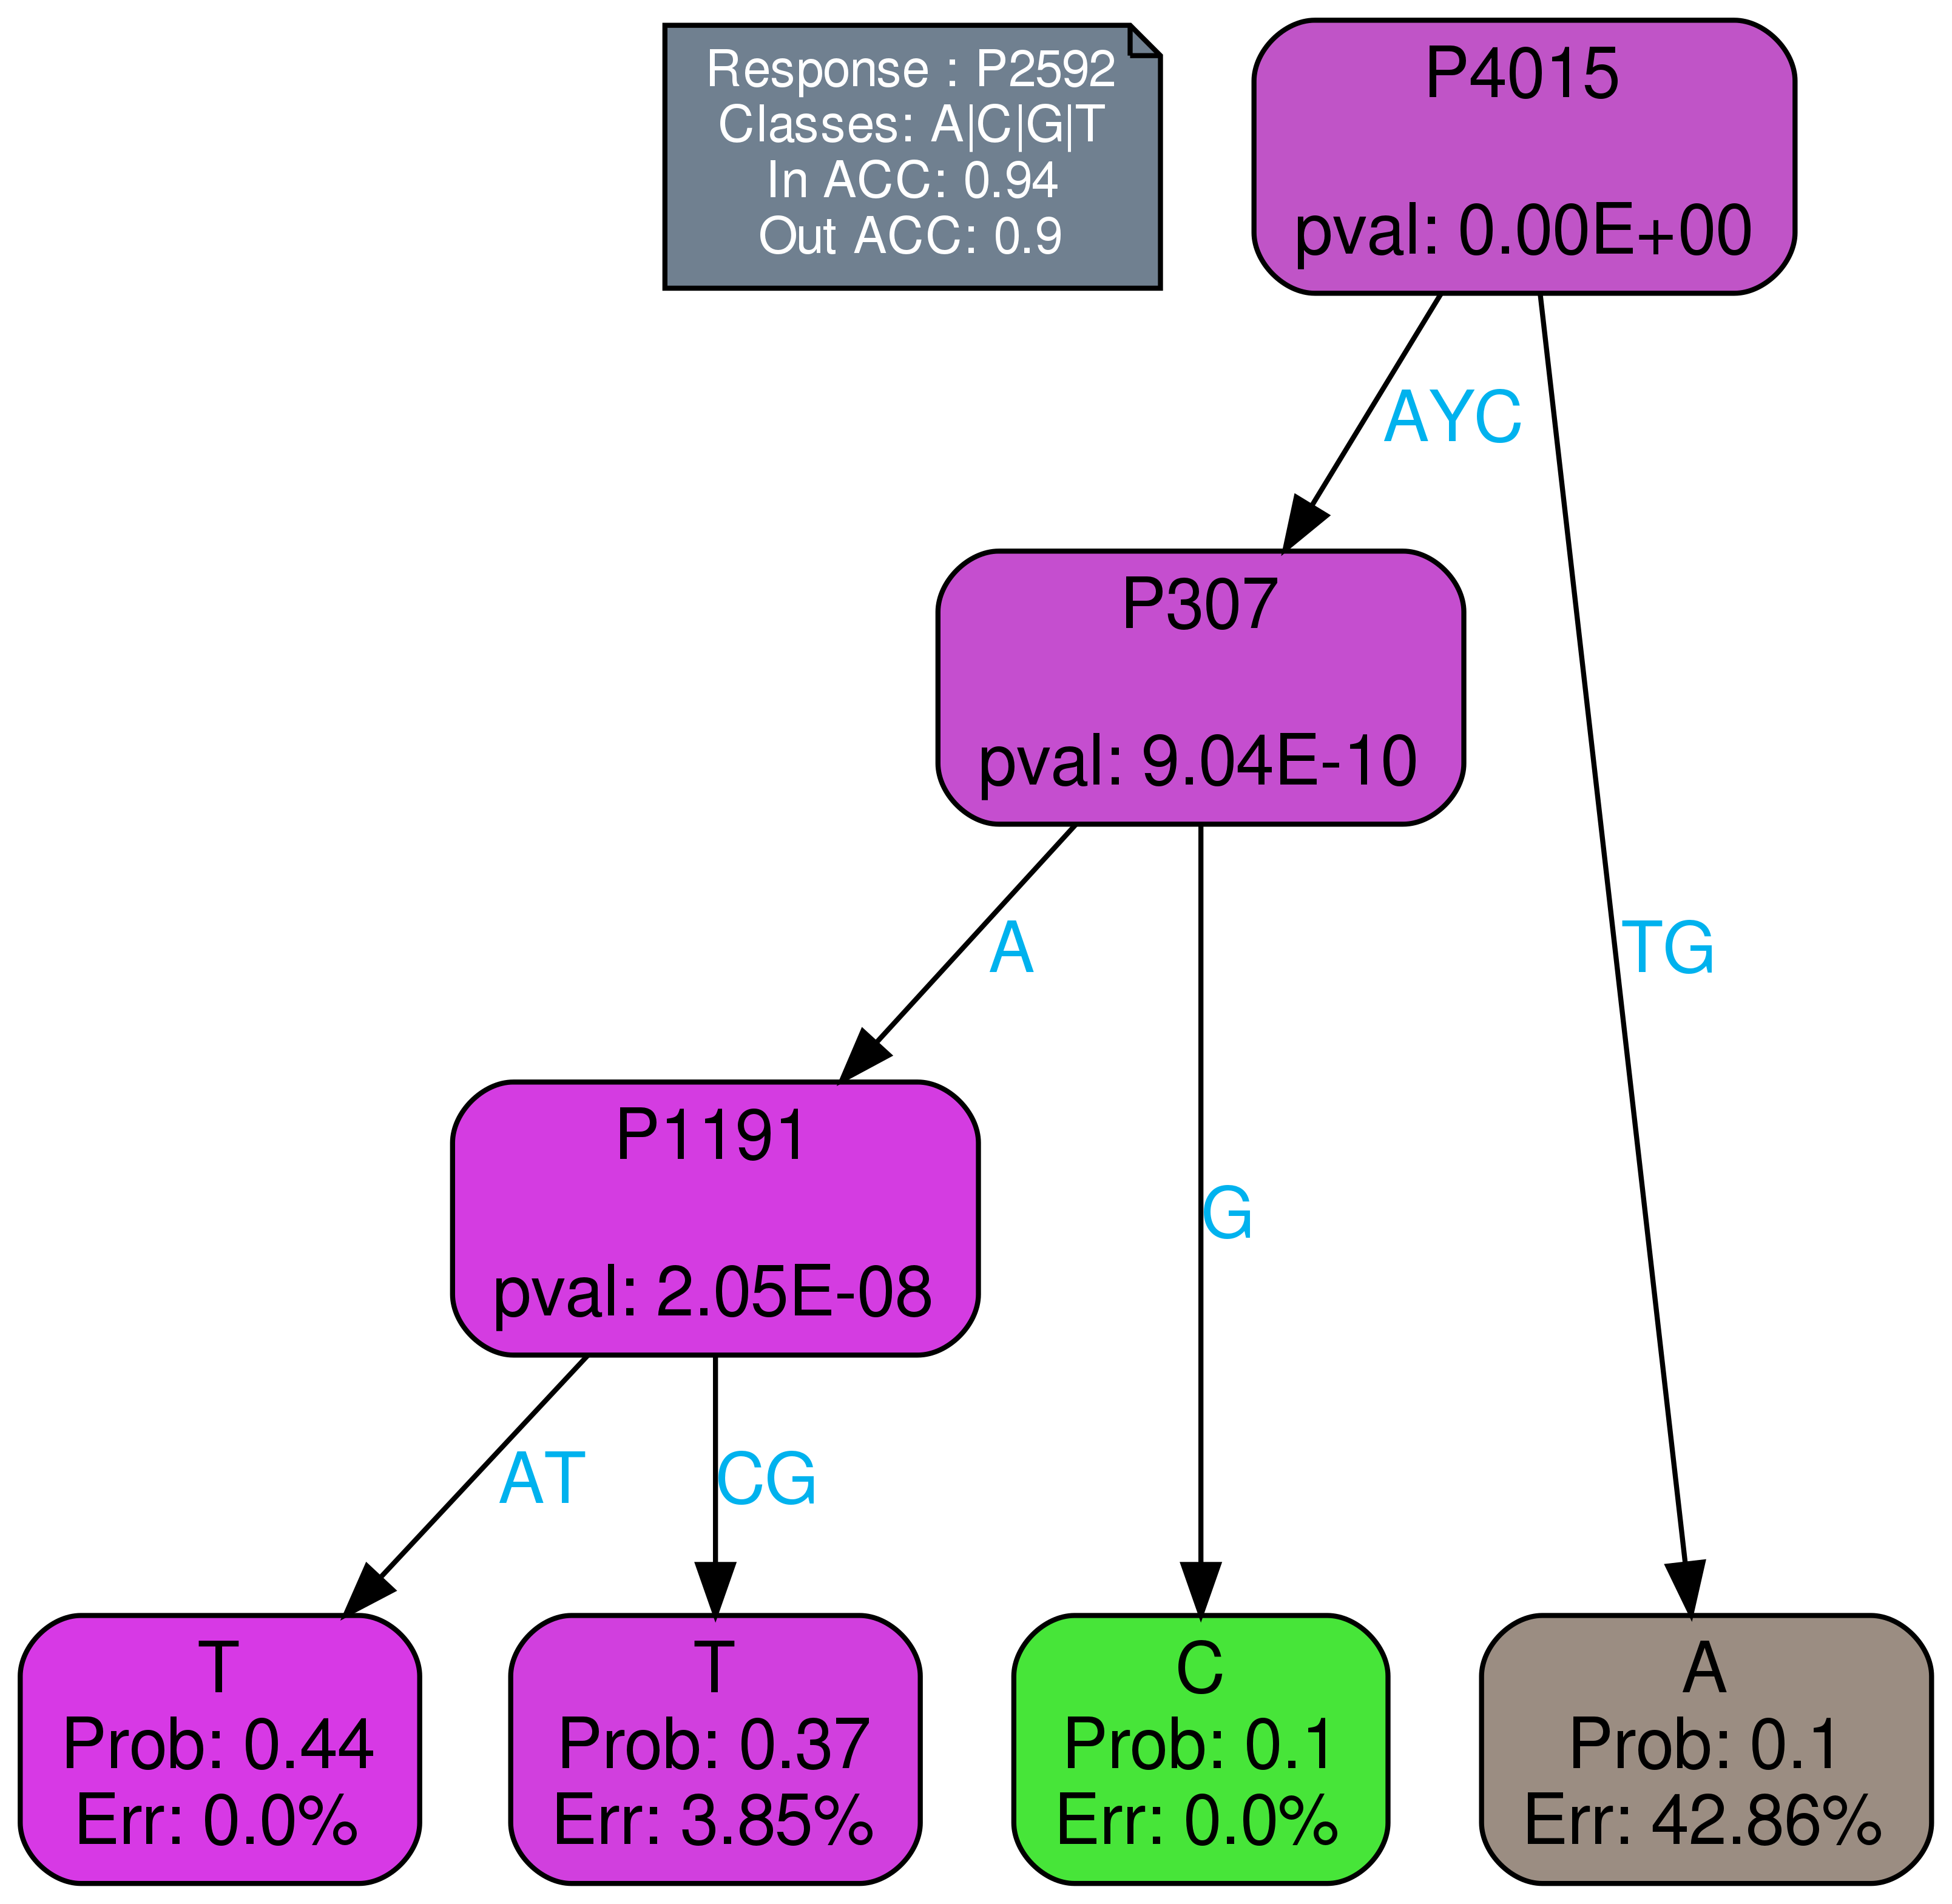 Response : P2592
Classes: A|C|G|T
In ACC: 0.94
Out ACC: 0.9
P4015
pval: 0.00E+00
AYC
P307
pval: 9.04E-10
A
TG
P1191
pval: 2.05E-08
G
AT
CG
T
Prob: 0.44
Err: 0.0%
T
Prob: 0.37
Err: 3.85%
C
Prob: 0.1
Err: 0.0%
A
Prob: 0.1
Err: 42.86%